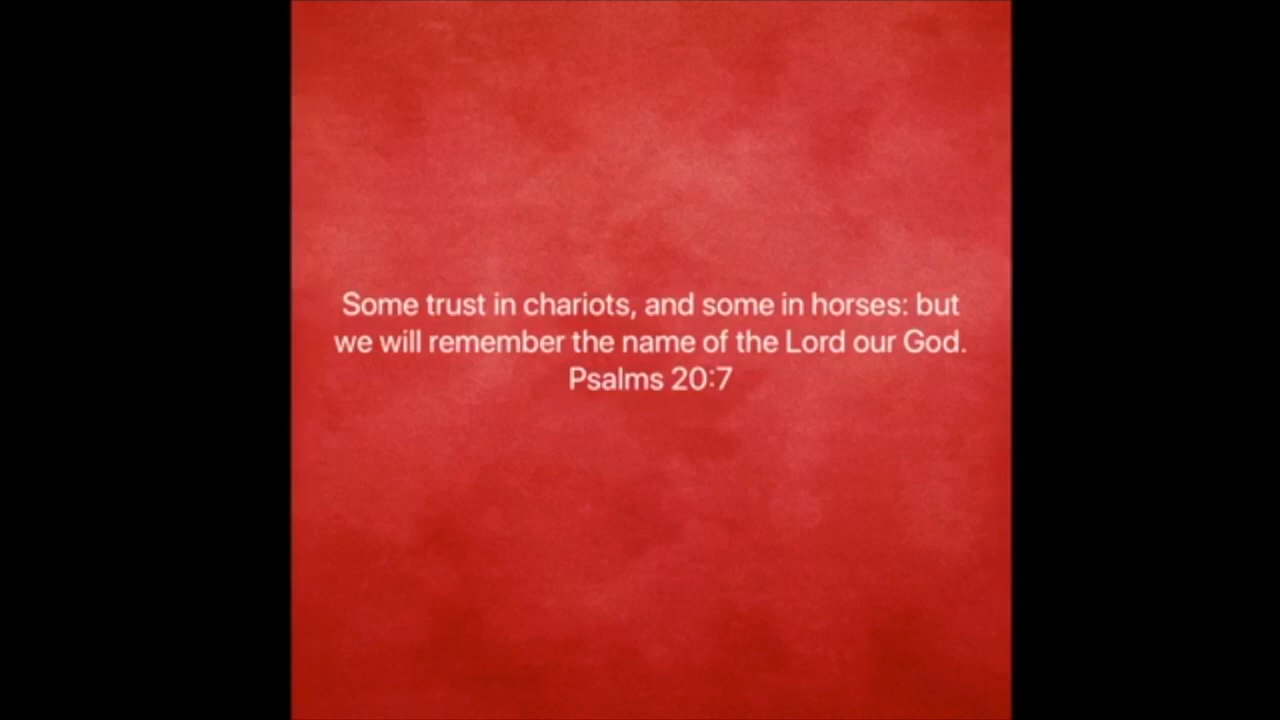 Some trust in chariots, and some in horses: but
we will remember the name of the Lord our God.
Psalms 20:7